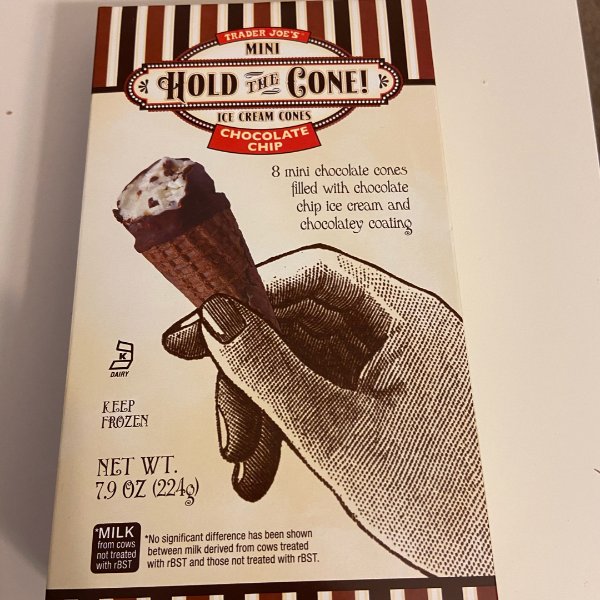 TRADER JOE'S
MINI
HOLD THE CONE!
ICE CREAM CONES
CHOCOLATE
CHIP
8 mini chocolate cones
filled with chocolate
chip ice cream and
chocolatey coating
K
DAIRY
KEEP
FROZEN
NET WT.
7.9 OZ (224g)
*MILK
from cows
not treated
with rBST
*No significant difference has been shown
between milk derived from cows treated
with rBST and those not treated with rBST.